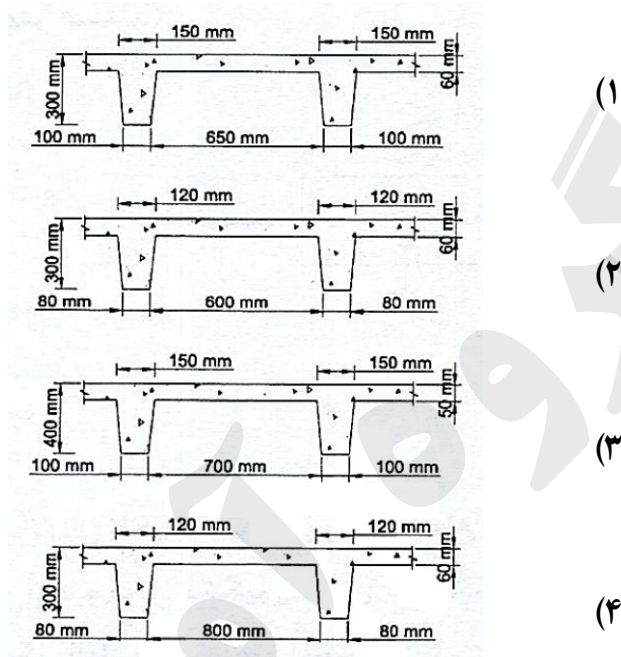 150 mm 150 mm
300 mm 60 mm (۱
100 mm 650 mm 100 mm
120 mm 120 mm
300 mm 60 mm (۲
80 mm 600 mm 80 mm
150 mm 150 mm
400 mm 50 mm (۳
100 mm 700 mm 100 mm
120 mm 120 mm
300 mm 60 mm (۴
80 mm 800 mm 80 mm